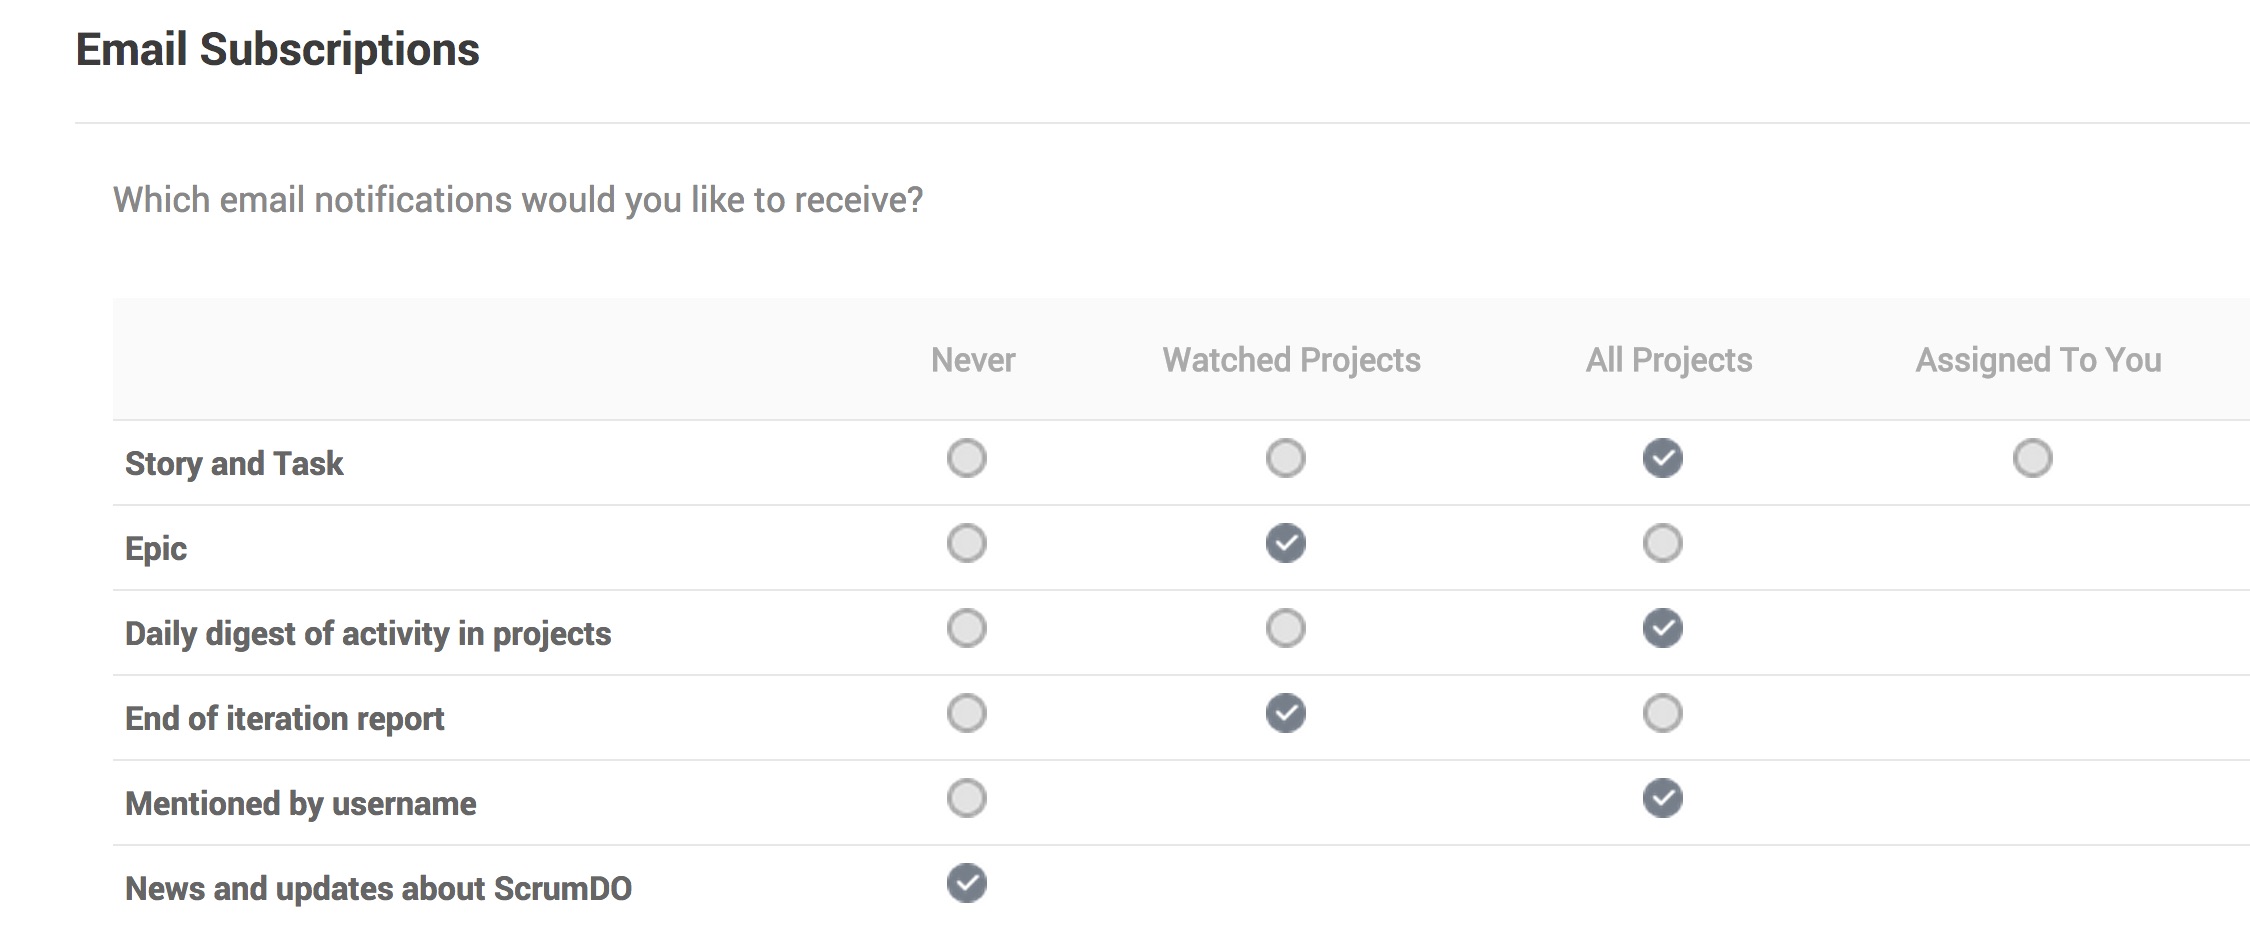 Email Subscriptions
Which email notifications would you like to receive?
Never Watched Projects All Projects Assigned To You
Story and Task
Epic
Daily digest of activity in projects
End of iteration report
Mentioned by username
News and updates about ScrumDO